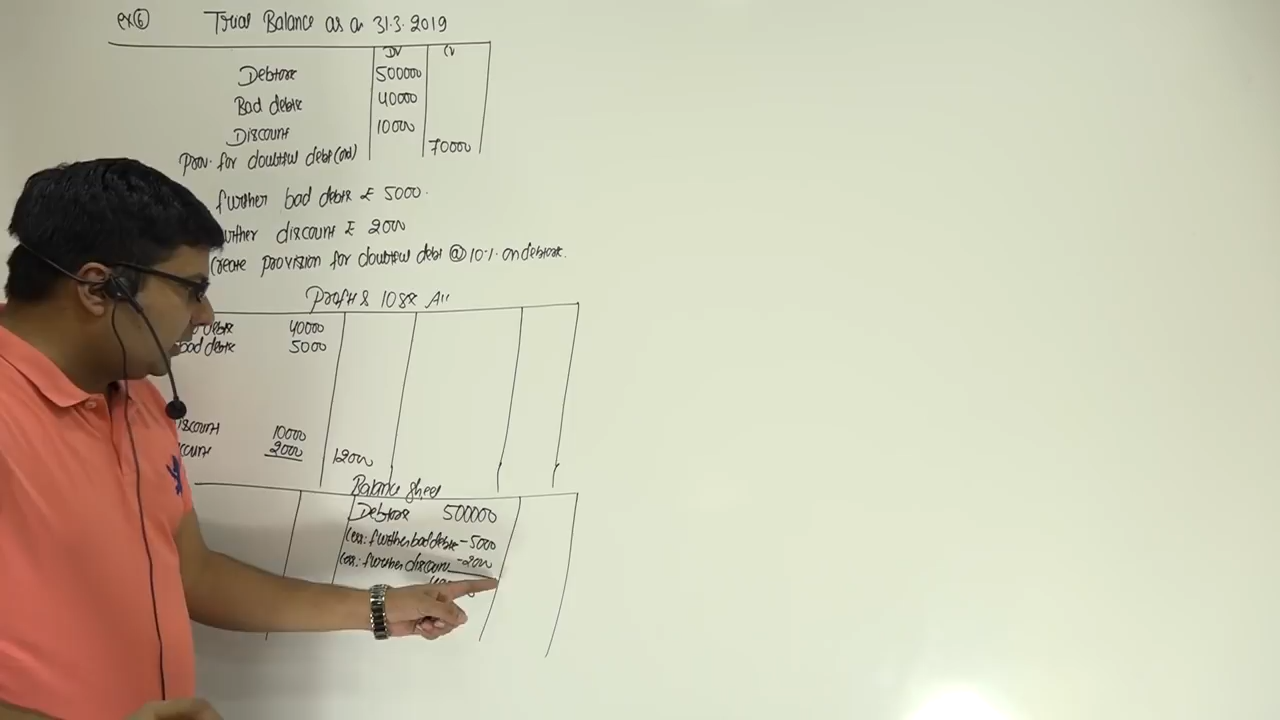 ex⑥ Trial Balance as on 31.3.2019
Dr Cr
Debtors 500000
Bad debts 40000
Discount 10000
Prov. for doubtful debt (old) 70000
further bad debts ₤ 5000.
discount ₤ 2000
Create provision for doubtful debt @ 10% on debtors.
Profit & loss A/c
debts 40000
bad debts 5000
10000
2000 12000
Balance sheet
Debtors 500000
Less: further bad debts -5000
Less: further discount -2000